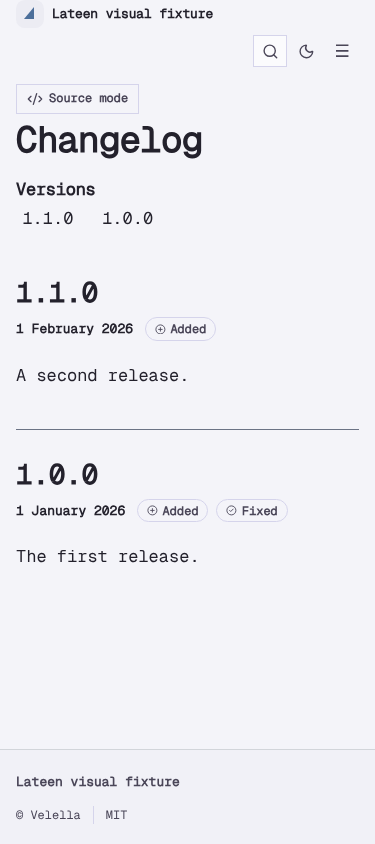 Lateen visual fixture
Source mode
Changelog
Versions
1.1.0 1.0.0
1.1.0
1 February 2026 Added
A second release.
1.0.0
1 January 2026 Added Fixed
The first release.
Lateen visual fixture
© Velella MIT